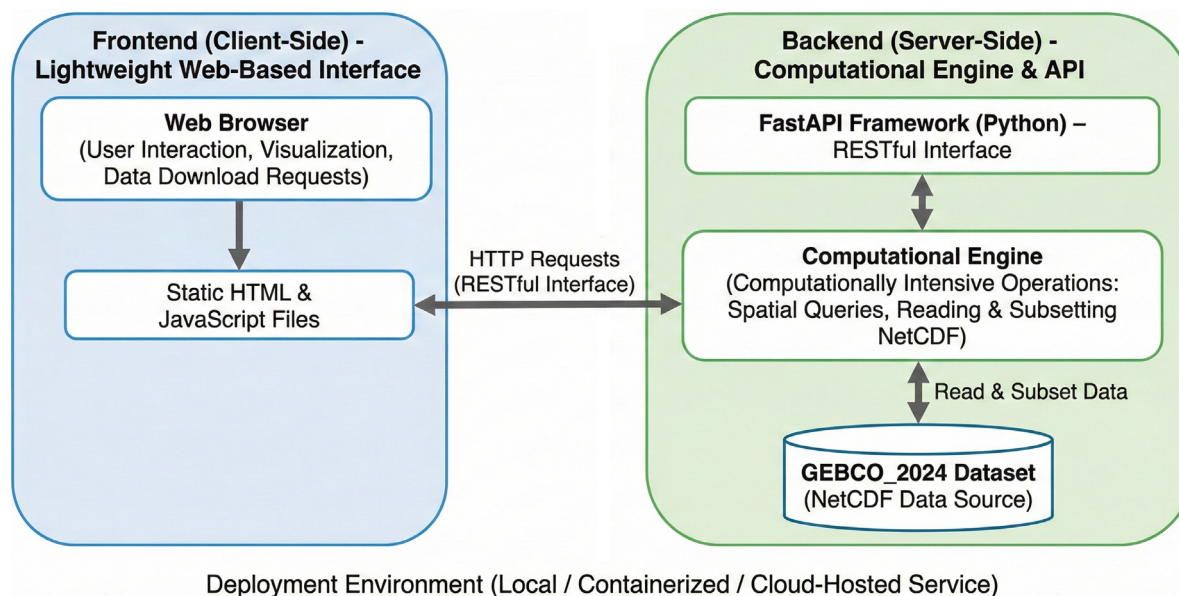 Frontend (Client-Side) -
Lightweight Web-Based Interface
Web Browser
(User Interaction, Visualization,
Data Download Requests)
Static HTML &
JavaScript Files
HTTP Requests
(RESTful Interface)
Backend (Server-Side) -
Computational Engine & API
FastAPI Framework (Python) –
RESTful Interface
Computational Engine
(Computationally Intensive Operations:
Spatial Queries, Reading & Subsetting
NetCDF)
Read & Subset Data
GEBCO_2024 Dataset
(NetCDF Data Source)
Deployment Environment (Local / Containerized / Cloud-Hosted Service)